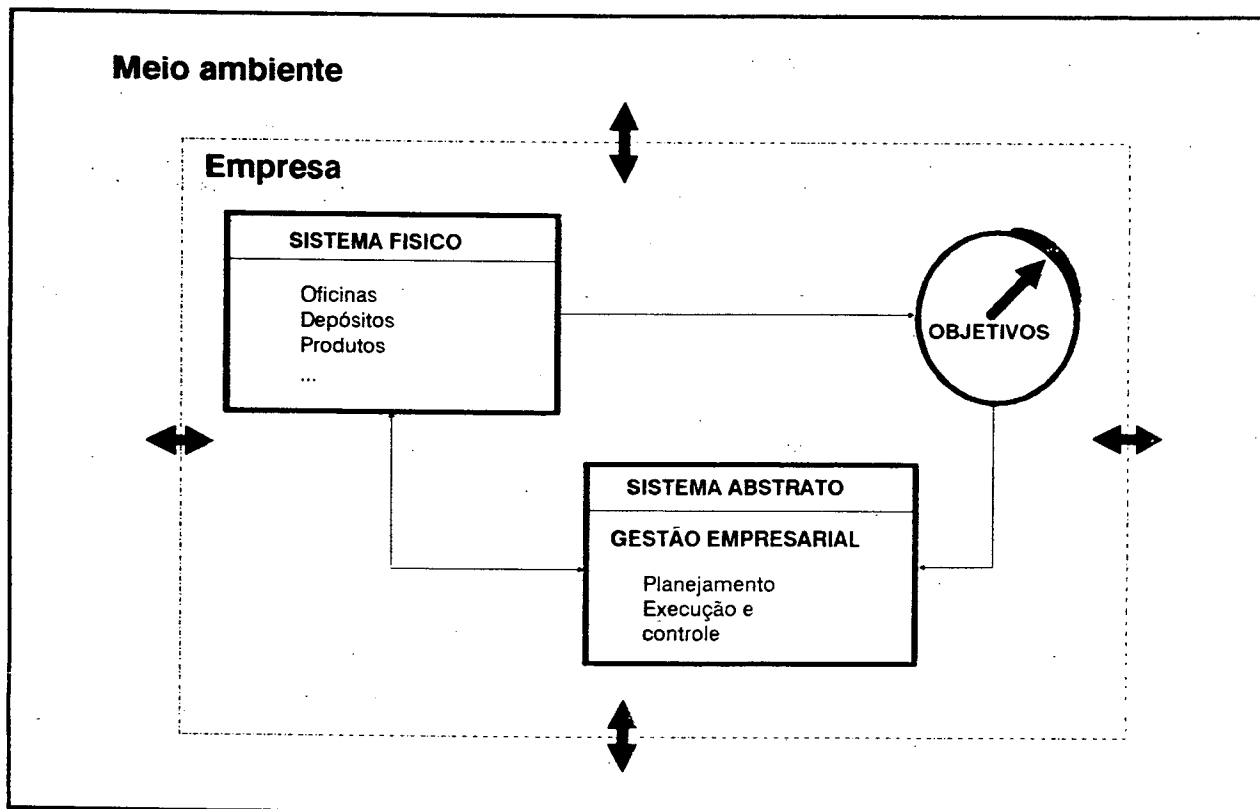 Meio ambiente
Empresa
SISTEMA FISICO
Oficinas
Depósitos
Produtos
...
OBJETIVOS
SISTEMA ABSTRATO
GESTÃO EMPRESARIAL
Planejamento
Execução e
controle